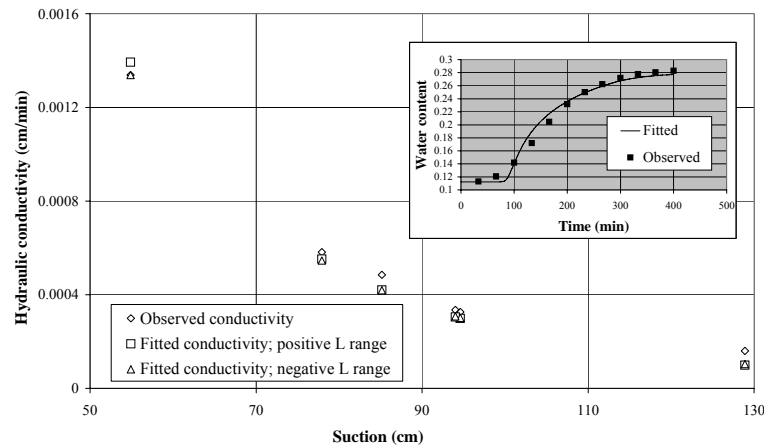 0.0016
0.0012
0.0008
0.0004
0
Hydraulic conductivity (cm/min)
50 70 90 110 130
Suction (cm)
Observed conductivity
Fitted conductivity; positive L range
Fitted conductivity; negative L range
0.3
0.28
0.26
0.24
0.22
0.2
0.18
0.16
0.14
0.12
0.1
Water content
0 100 200 300 400 500
Time (min)
Fitted
Observed